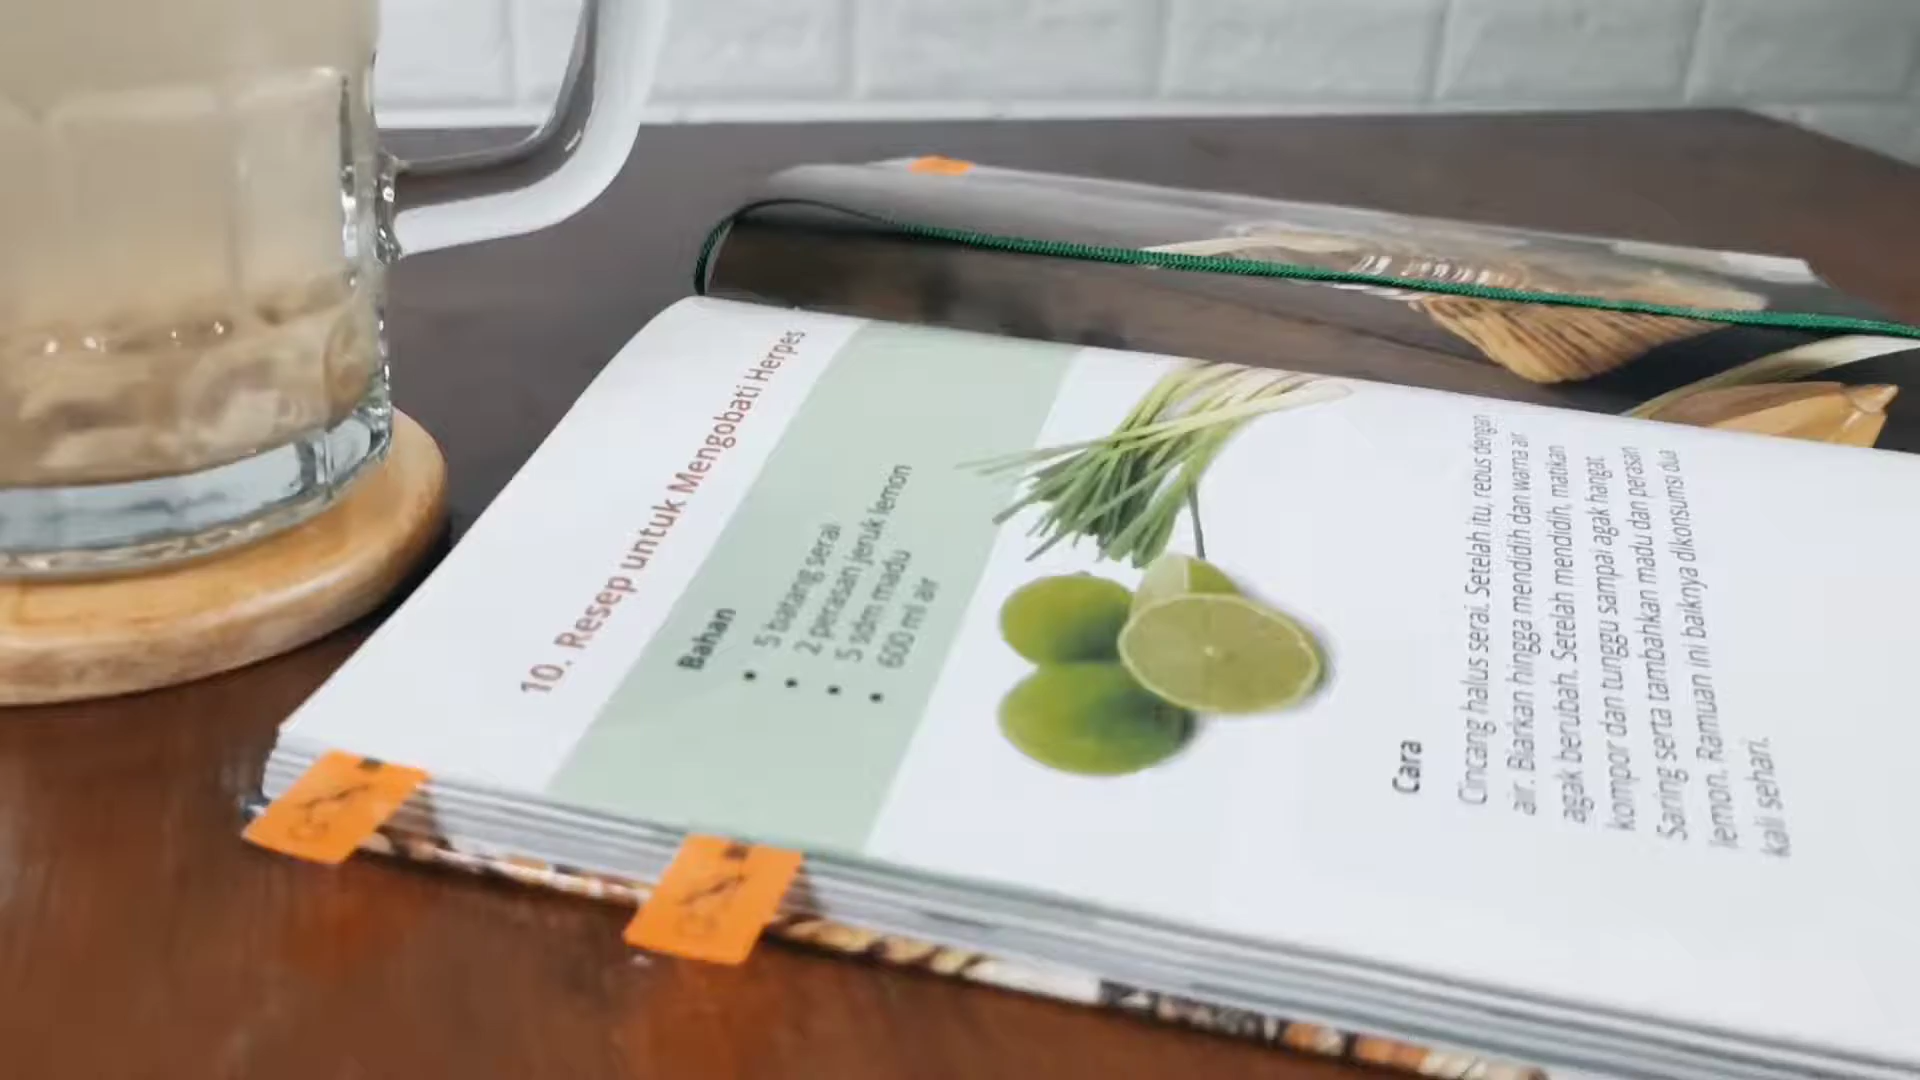 10. Resep untuk Mengobati Herpes
Bahan
• 5 batang serai
• 2 perasan jeruk lemon
• 5 sdm madu
• 600 ml air
Cara
Cincang halus serai. Setelah itu, rebus dengan
air. Biarkan hingga mendidih dan warna air
agak berubah. Setelah mendidih, matikan
kompor dan tunggu sampai agak hangat.
Saring serta tambahkan madu dan perasan
lemon. Ramuan ini baiknya dikonsumsi dua
kali sehari.